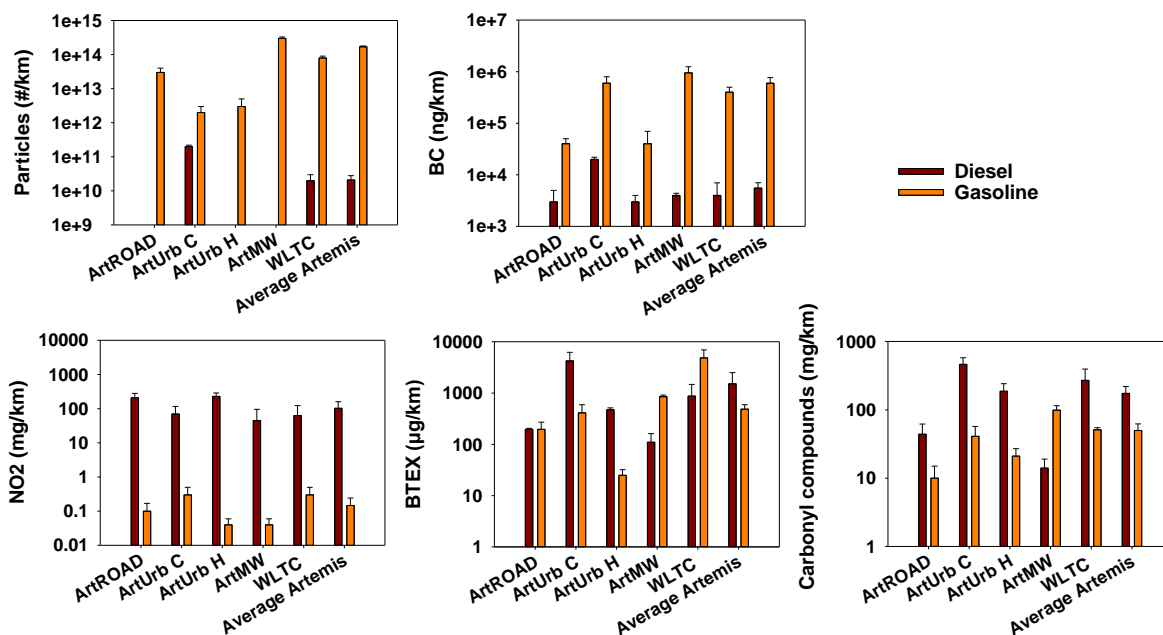 Particles (#/km)
1e+15
1e+14
1e+13
1e+12
1e+11
1e+10
1e+9
ArtROAD
ArtUrb C
ArtUrb H
ArtMW
WLTC
Average Artemis
BC (ng/km)
1e+7
1e+6
1e+5
1e+4
1e+3
ArtROAD
ArtUrb C
ArtUrb H
ArtMW
WLTC
Average Artemis
Diesel
Gasoline
NO2 (mg/km)
10000
1000
100
10
1
0.1
0.01
ArtROAD
ArtUrb C
ArtUrb H
ArtMW
WLTC
Average Artemis
BTEX (µg/km)
10000
1000
100
10
1
ArtROAD
ArtUrb C
ArtUrb H
ArtMW
WLTC
Average Artemis
Carbonyl compounds (mg/km)
1000
100
10
1
ArtROAD
ArtUrb C
ArtUrb H
ArtMW
WLTC
Average Artemis